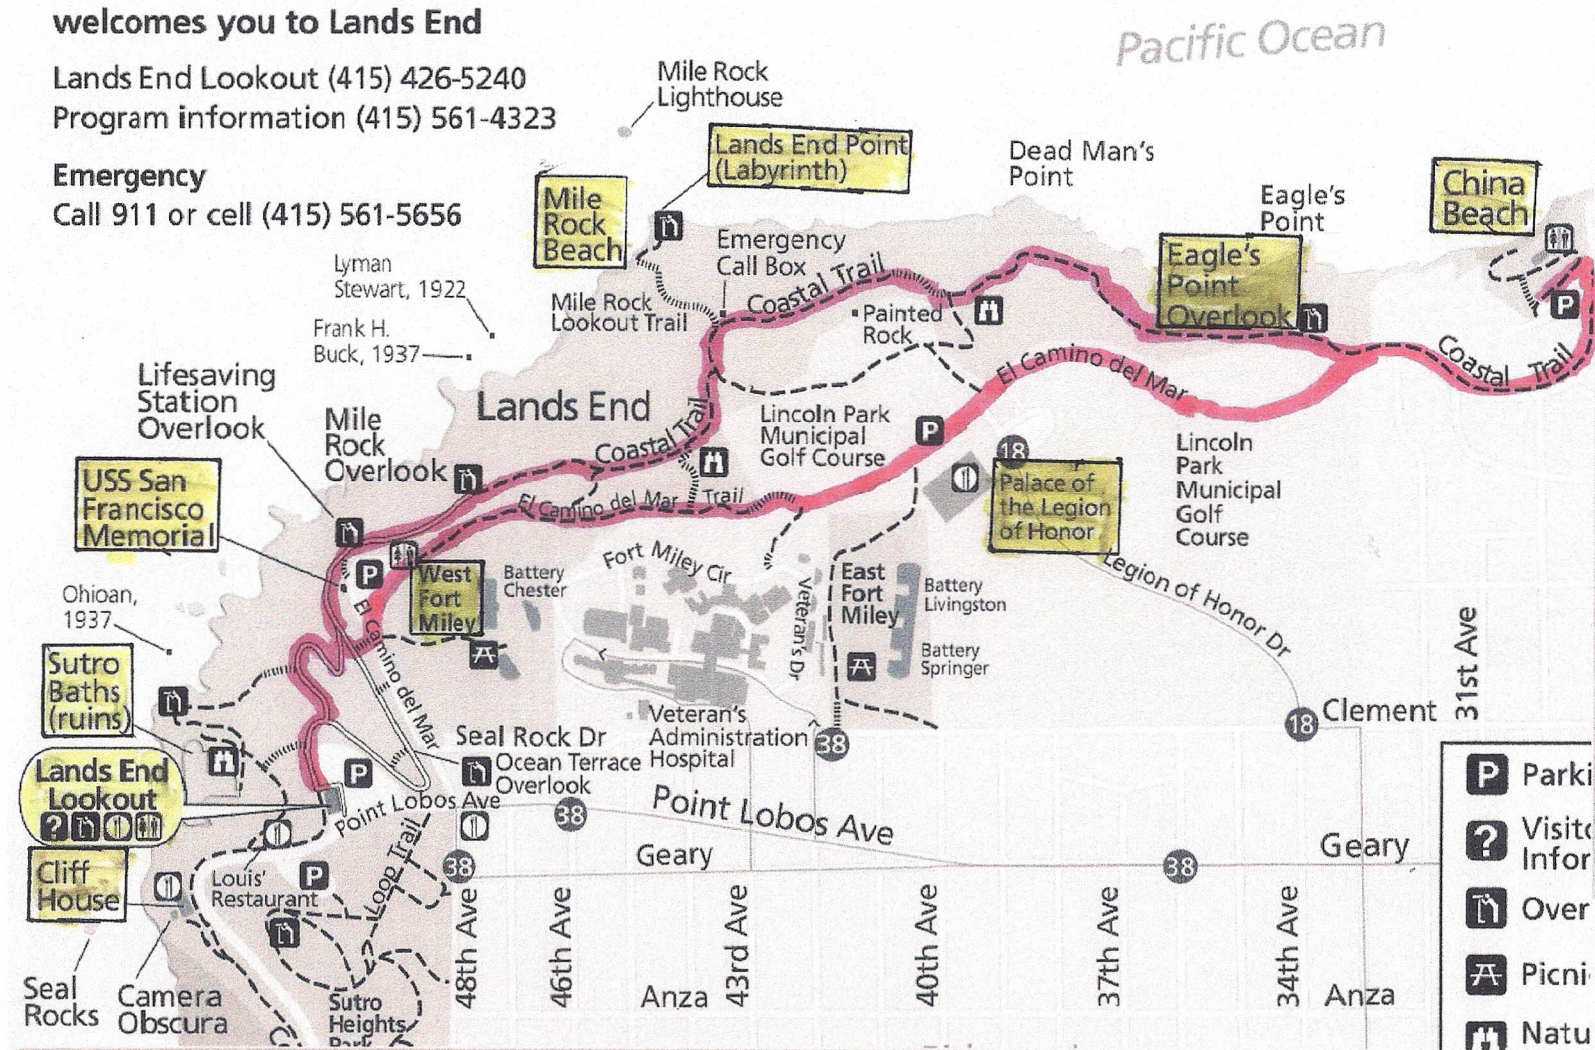 welcomes you to Lands End
Lands End Lookout (415) 426-5240
Program information (415) 561-4323
Emergency
Call 911 or cell (415) 561-5656
Pacific Ocean
Mile Rock
Lighthouse
Lands End Point
(Labyrinth)
Mile
Rock
Beach
Dead Man's
Point
Eagle's
Point
China
Beach
Emergency
Call Box
Eagle's
Point
Overlook
Lyman
Stewart, 1922
Frank H.
Buck, 1937
Mile Rock
Lookout Trail
Coastal Trail
Painted
Rock
P
El Camino del Mar
Coastal Trail
Lifesaving
Station
Overlook
Mile
Rock
Overlook
Lands End
Coastal Trail
Lincoln Park
Municipal
Golf Course
P
18
Lincoln
Park
Municipal
Golf
Course
USS San
Francisco
Memorial
El Camino del Mar Trail
Palace of
the Legion
of Honor
P
West
Fort
Miley
Battery
Chester
Fort Miley Cir
Veteran's Dr
East
Fort
Miley
Battery
Livingston
Battery
Springer
Legion of Honor Dr
Ohioan,
1937
El Camino del Mar
Sutro
Baths
(ruins)
Veteran's
Administration
Hospital
38
18
Clement
31st Ave
Seal Rock Dr
Ocean Terrace
Overlook
Lands End
Lookout
?
P
Point Lobos Ave
38
Point Lobos Ave
Geary
38
Geary
Cliff
House
Louis'
Restaurant
P
Loop Trail
38
48th Ave
46th Ave
43rd Ave
40th Ave
37th Ave
34th Ave
Seal
Rocks
Camera
Obscura
Sutro
Heights
Park
Anza
Anza
P Parki
? Visito
Infor
Over
Picni
Natu